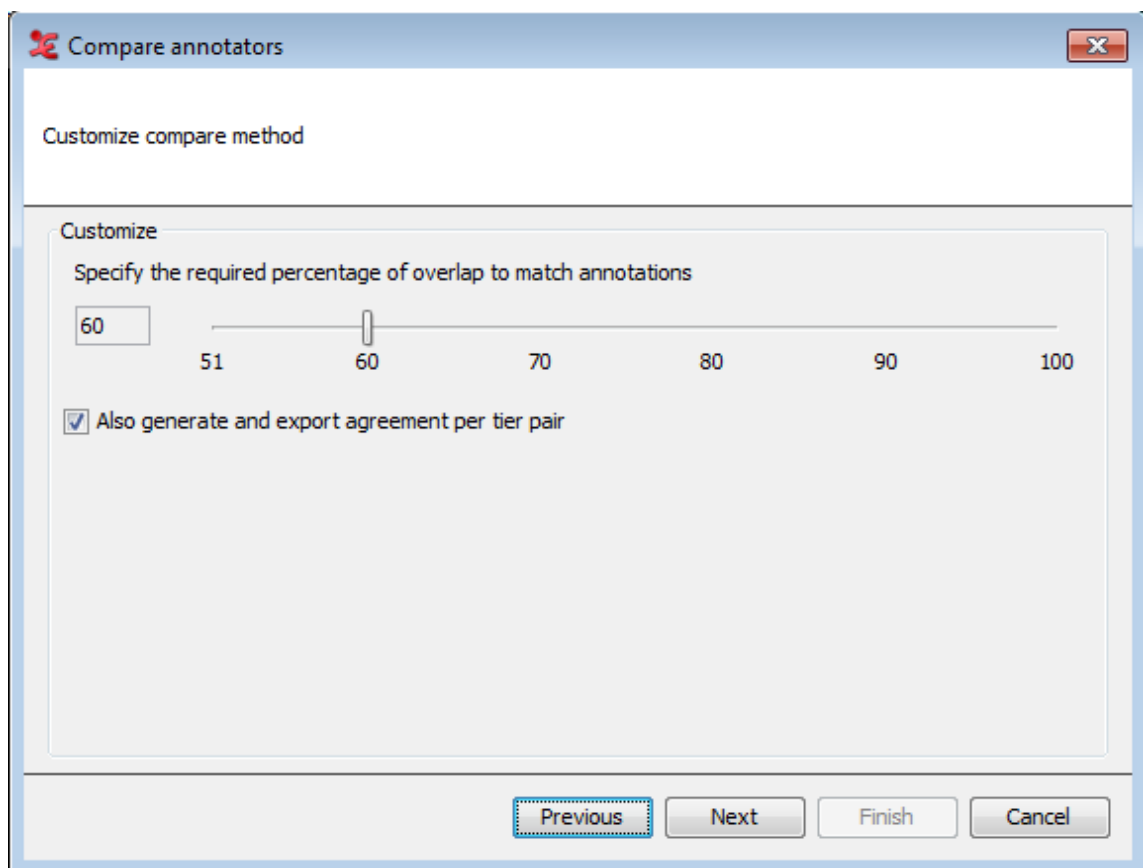 Compare annotators
Customize compare method
Customize
Specify the required percentage of overlap to match annotations
60
51 60 70 80 90 100
Also generate and export agreement per tier pair
Previous Next Finish Cancel